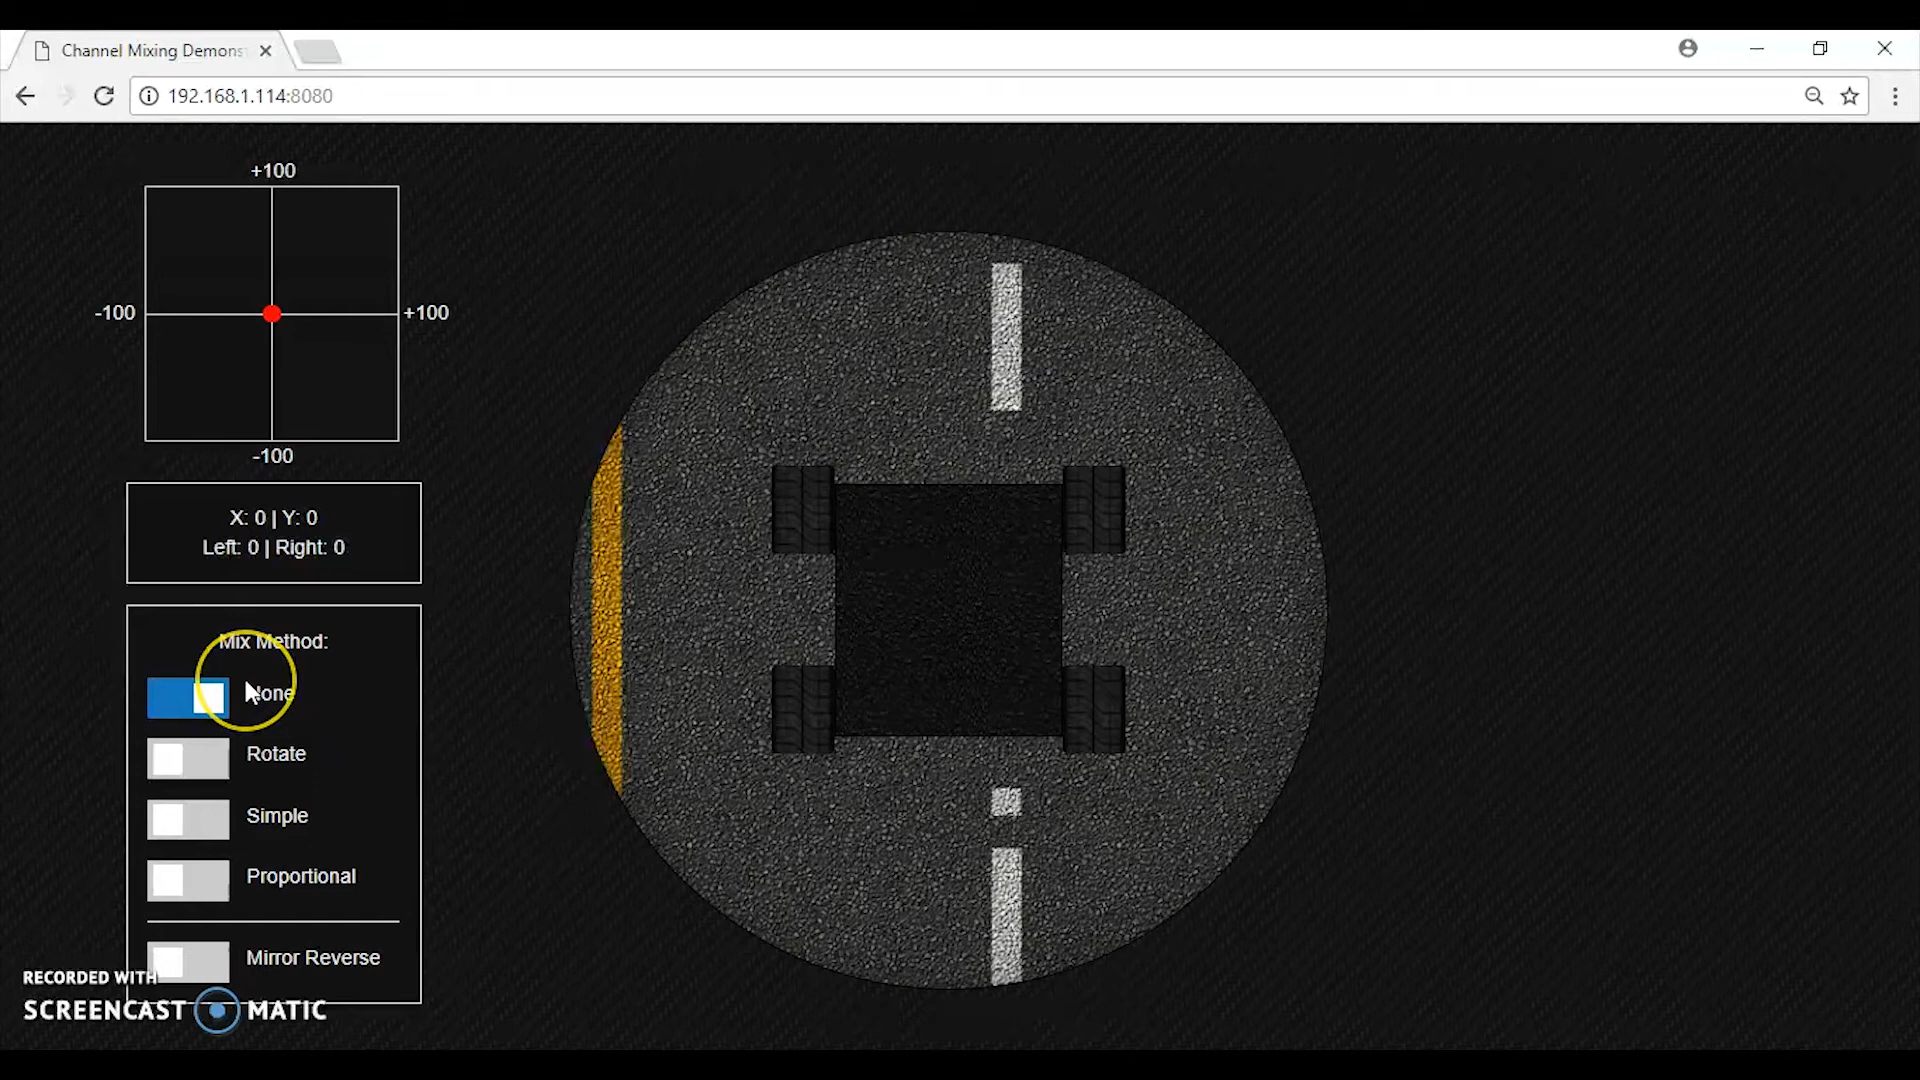 Channel Mixing Demons
192.168.1.114:8080
+100
-100
+100
-100
X: 0 | Y: 0
Left: 0 | Right: 0
Mix Method:
None
Rotate
Simple
Proportional
Mirror Reverse
RECORDED WITH
SCREENCAST MATIC